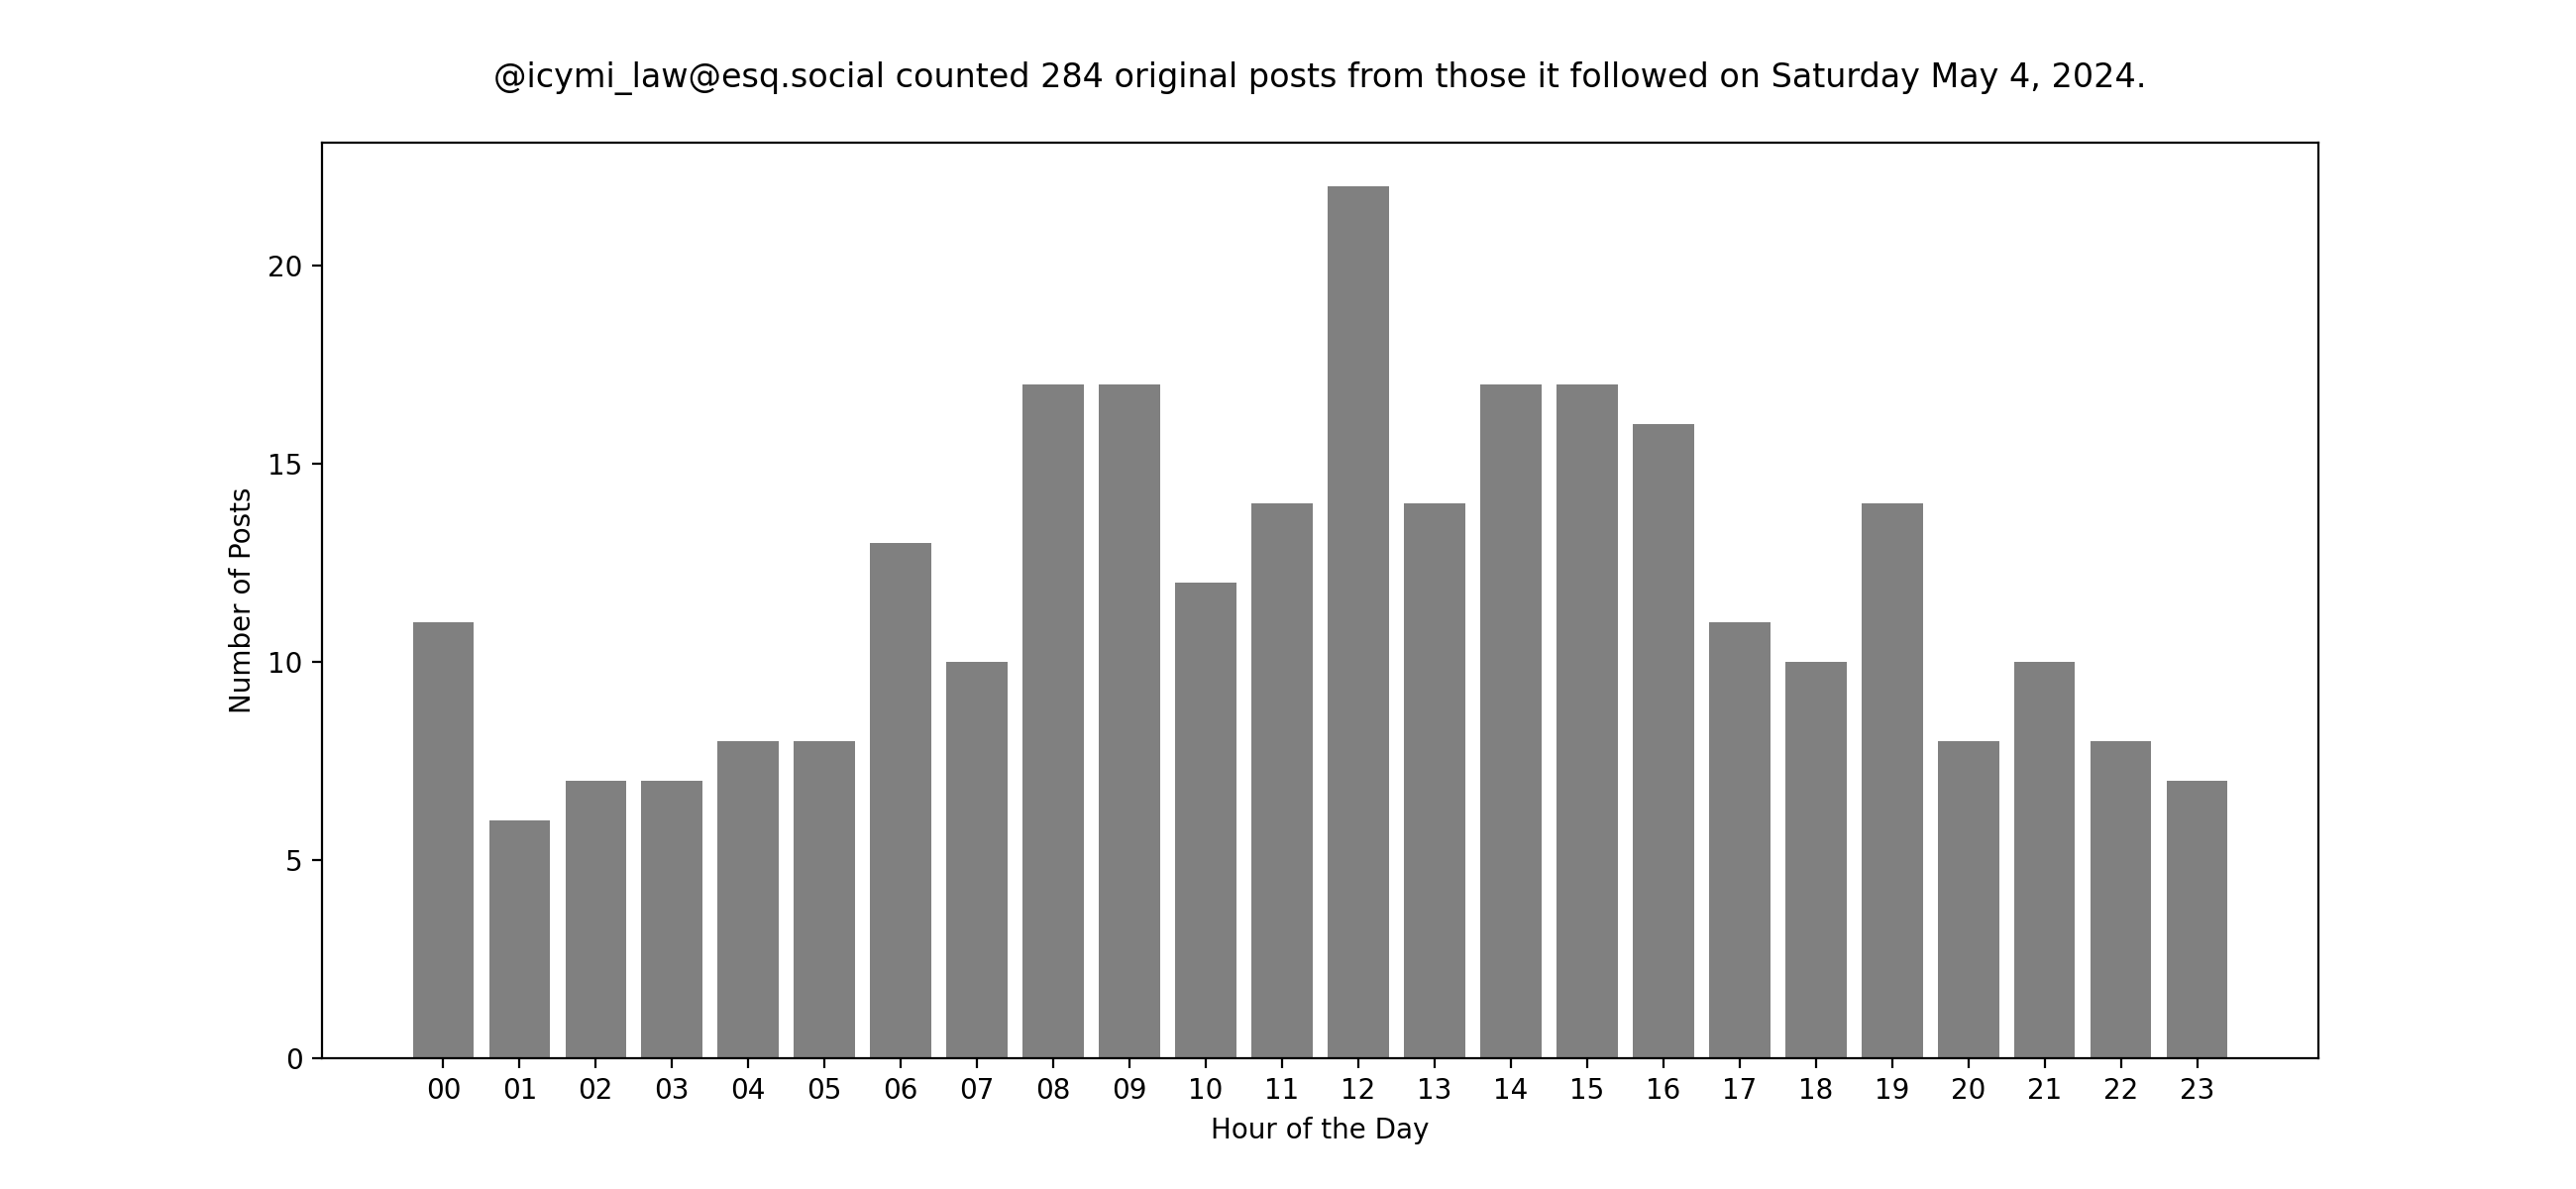 @icymi_law@esq.social counted 284 original posts from those it followed on Saturday May 4, 2024.
Number of Posts
20
15
10
5
0
00 01 02 03 04 05 06 07 08 09 10 11 12 13 14 15 16 17 18 19 20 21 22 23
Hour of the Day